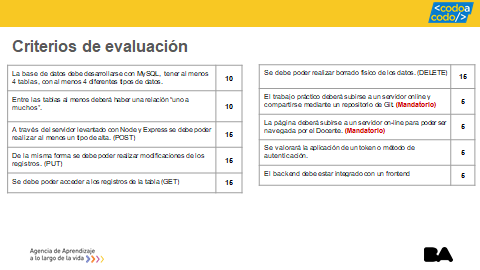 <codoa
codo/>
Criterios de evaluación
La base de datos debe desarrollarse con MySQL, tener al menos
4 tablas, con al menos 4 diferentes tipos de datos.
10
Entre las tablas al menos deberá haber una relación "uno a
muchos".
10
A través del servidor levantado con Node y Express se debe poder
realizar al menos un tipo de alta. (POST)
15
De la misma forma se debe poder realizar modificaciones de los
registros. (PUT)
15
Se debe poder acceder a los registros de la tabla (GET)
15
Se debe poder realizar borrado físico de los datos. (DELETE)
15
El trabajo práctico deberá subirse a un servidor online y
compartirse mediante un repositorio de Git. (Mandatorio)
5
La página deberá subirse a un servidor on-line para poder ser
navegada por el Docente. (Mandatorio)
5
Se valorará la aplicación de un token o método de
autenticación.
5
El backend debe estar integrado con un frontend
5
Agencia de Aprendizaje
a lo largo de la vida
BA